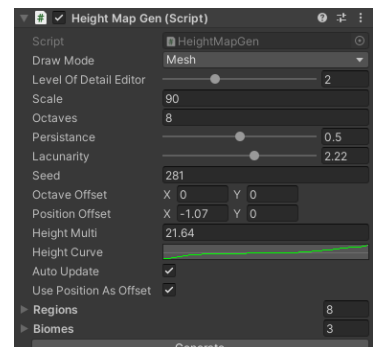 Height Map Gen (Script)
Script HeightMapGen
Draw Mode Mesh
Level Of Detail Editor 2
Scale 90
Octaves 8
Persistance 0.5
Lacunarity 2.22
Seed 281
Octave Offset X 0 Y 0
Position Offset X -1.07 Y 0
Height Multi 21.64
Height Curve
Auto Update
Use Position As Offset
Regions 8
Biomes 3
Generate